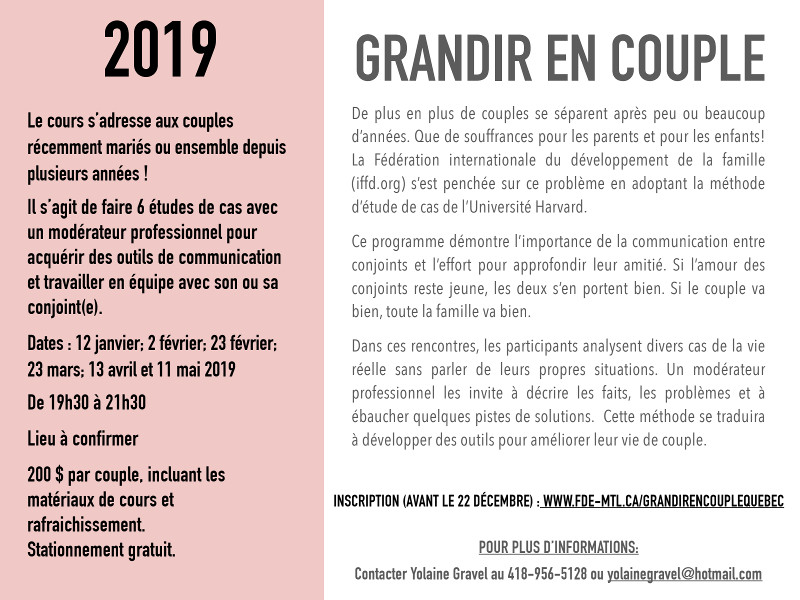 2019
Le cours s'adresse aux couples
récemment mariés ou ensemble depuis
plusieurs années !
Il s'agit de faire 6 études de cas avec
un modérateur professionnel pour
acquérir des outils de communication
et travailler en équipe avec son ou sa
conjoint(e).
Dates : 12 janvier; 2 février; 23 février;
23 mars; 13 avril et 11 mai 2019
De 19h30 à 21h30
Lieu à confirmer
200 $ par couple, incluant les
matériaux de cours et
rafraichissement.
Stationnement gratuit.
GRANDIR EN COUPLE
De plus en plus de couples se séparent après peu ou beaucoup
d'années. Que de souffrances pour les parents et pour les enfants!
La Fédération internationale du développement de la famille
(iffd.org) s'est penchée sur ce problème en adoptant la méthode
d'étude de cas de l'Université Harvard.
Ce programme démontre l'importance de la communication entre
conjoints et l'effort pour approfondir leur amitié. Si l'amour des
conjoints reste jeune, les deux s'en portent bien. Si le couple va
bien, toute la famille va bien.
Dans ces rencontres, les participants analysent divers cas de la vie
réelle sans parler de leurs propres situations. Un modérateur
professionnel les invite à décrire les faits, les problèmes et à
ébaucher quelques pistes de solutions. Cette méthode se traduira
à développer des outils pour améliorer leur vie de couple.
INSCRIPTION (AVANT LE 22 DÉCEMBRE) : WWW.FDE-MTL.CA/GRANDIRENCOUPLEQUEBEC
POUR PLUS D'INFORMATIONS:
Contacter Yolaine Gravel au 418-956-5128 ou yolainegravel@hotmail.com